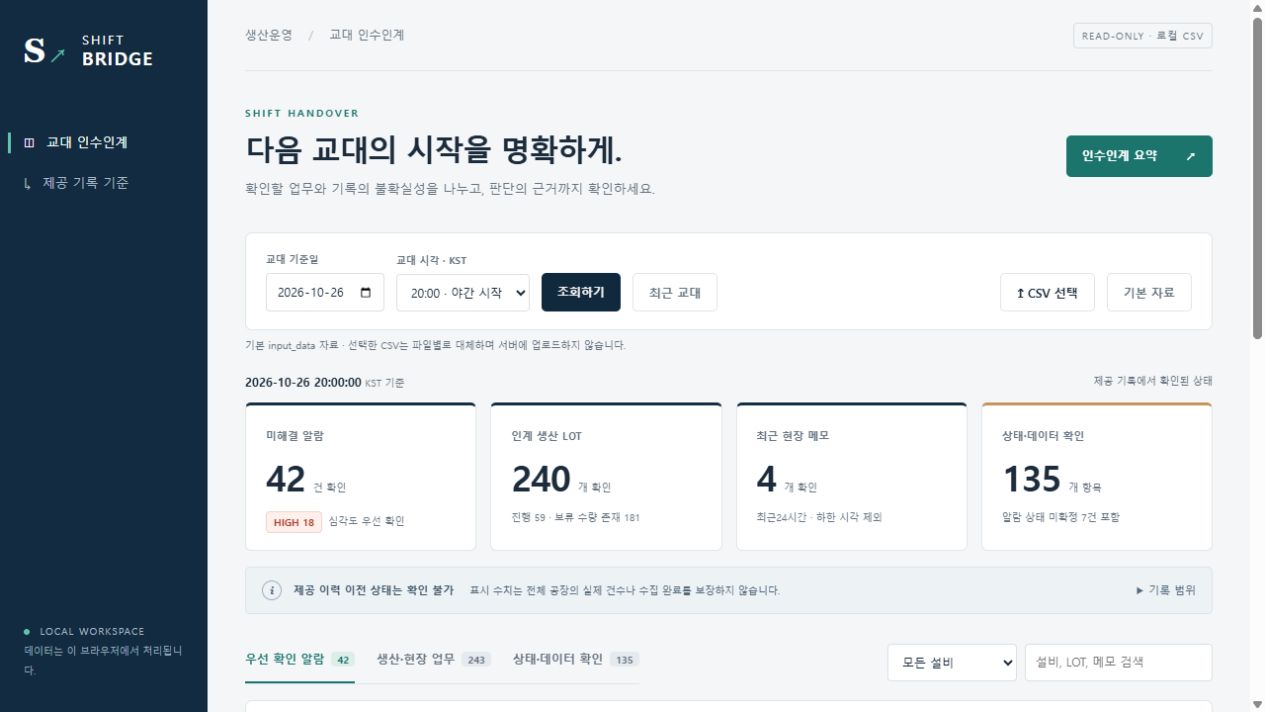 S
SHIFT
BRIDGE
교대 인수인계
제공 기록 기준
LOCAL WORKSPACE
데이터는 이 브라우저에서 처리됩니
다.
생산운영 / 교대 인수인계
READ-ONLY · 로컬 CSV
SHIFT HANDOVER
다음 교대의 시작을 명확하게.
확인할 업무와 기록의 불확실성을 나누고, 판단의 근거까지 확인하세요.
인수인계 요약 ↗
교대 기준일
교대 시각 · KST
2026-10-26
20:00 · 야간 시작
조회하기
최근 교대
↥ CSV 선택
기본 자료
기본 input_data 자료 · 선택한 CSV는 파일별로 대체하며 서버에 업로드하지 않습니다.
2026-10-26 20:00:00 KST 기준
제공 기록에서 확인된 상태
미해결 알람
42 건 확인
HIGH 18 심각도 우선 확인
인계 생산 LOT
240 개 확인
진행 59 · 보류 수량 존재 181
최근 현장 메모
4 개 확인
최근24시간 · 하한 시각 제외
상태·데이터 확인
135 개 항목
알람 상태 미확정 7건 포함
i 제공 이력 이전 상태는 확인 불가 표시 수치는 전체 공장의 실제 건수나 수집 완료를 보장하지 않습니다.
▶ 기록 범위
우선 확인 알람 42
생산·현장 업무 243
상태·데이터 확인 135
모든 설비
설비, LOT, 메모 검색